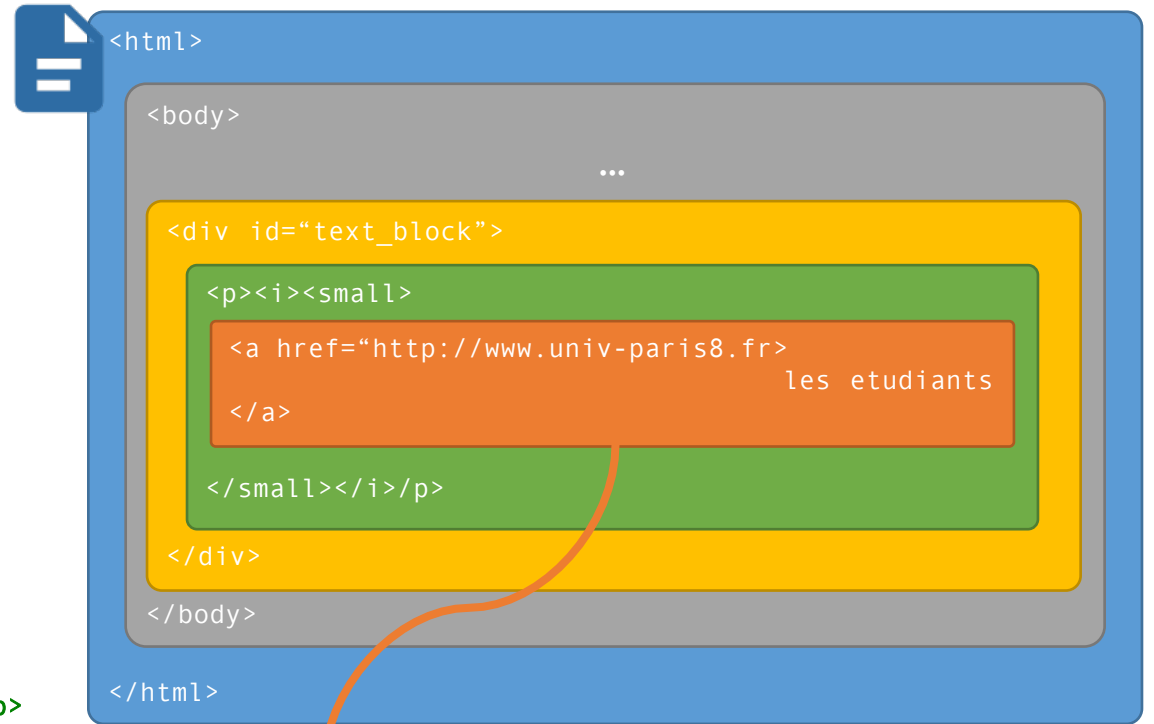 <html>
<body>
...
<div id=“text_block”>
<p><i><small>
<a href=“http://www.univ-paris8.fr>
les etudiants
</a>
</small></i>/p>
</div>
</body>
</html>